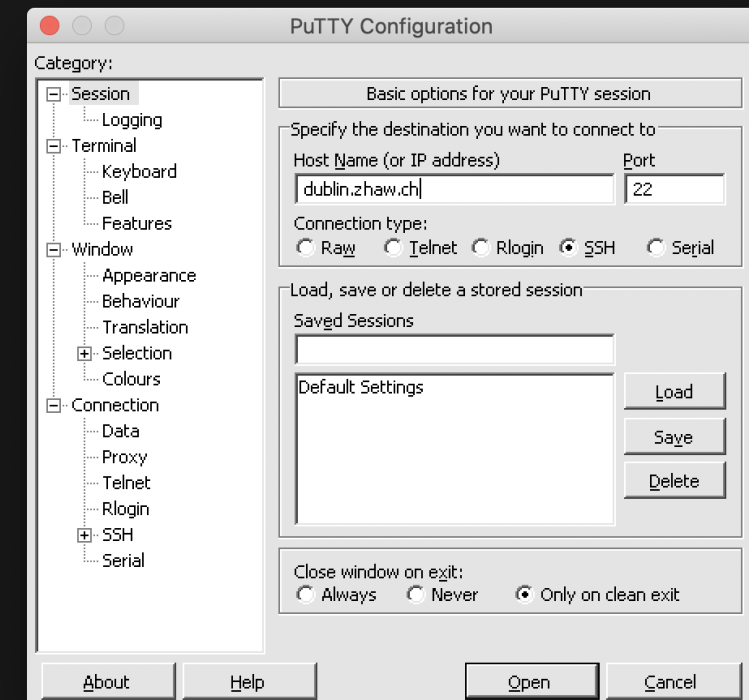 PuTTY Configuration
Category:
Session
Logging
Terminal
Keyboard
Bell
Features
Window
Appearance
Behaviour
Translation
Selection
Colours
Connection
Data
Proxy
Telnet
Rlogin
SSH
Serial
Basic options for your PuTTY session
Specify the destination you want to connect to
Host Name (or IP address) Port
dublin.zhaw.ch 22
Connection type:
Raw Telnet Rlogin SSH Serial
Load, save or delete a stored session
Saved Sessions
Default Settings
Load
Save
Delete
Close window on exit:
Always Never Only on clean exit
About Help Open Cancel